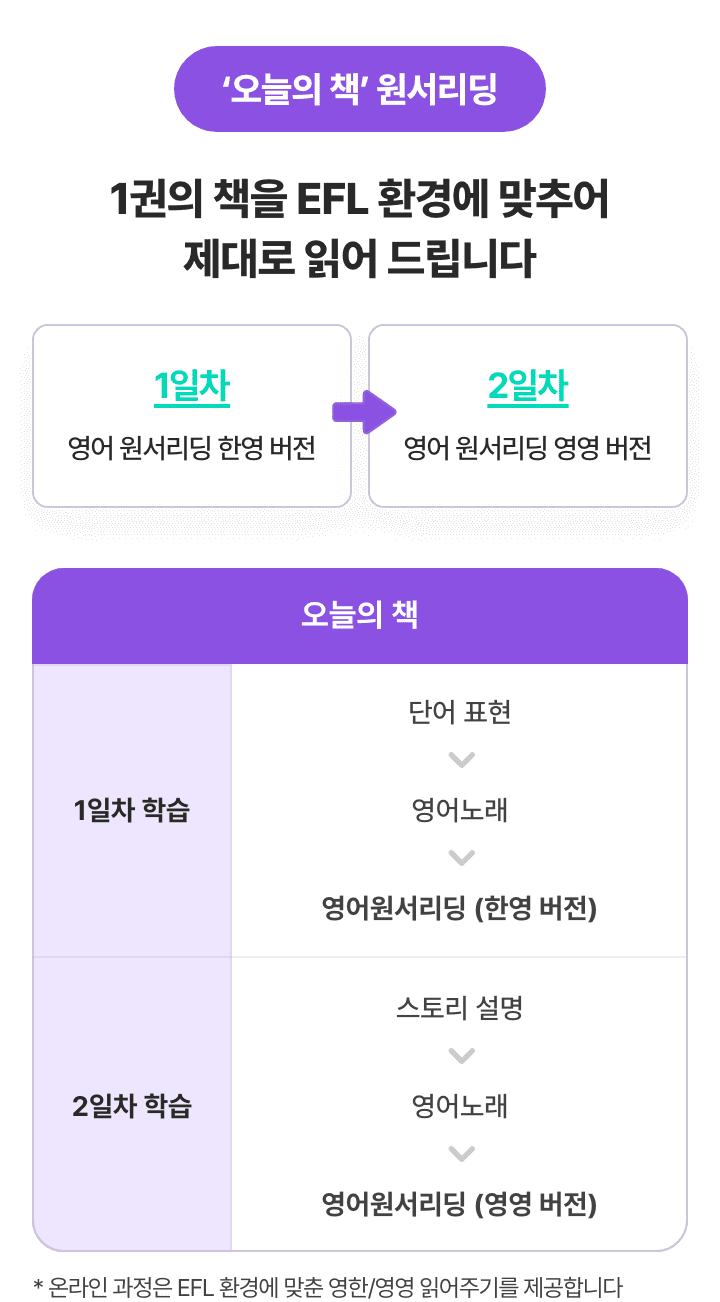 ‘오늘의 책’ 원서리딩
1권의 책을 EFL 환경에 맞추어
제대로 읽어 드립니다
1일차
영어 원서리딩 한영 버전
2일차
영어 원서리딩 영영 버전
오늘의 책
1일차 학습
단어 표현
영어노래
영어원서리딩 (한영 버전)
2일차 학습
스토리 설명
영어노래
영어원서리딩 (영영 버전)
* 온라인 과정은 EFL 환경에 맞춘 영한/영영 읽어주기를 제공합니다